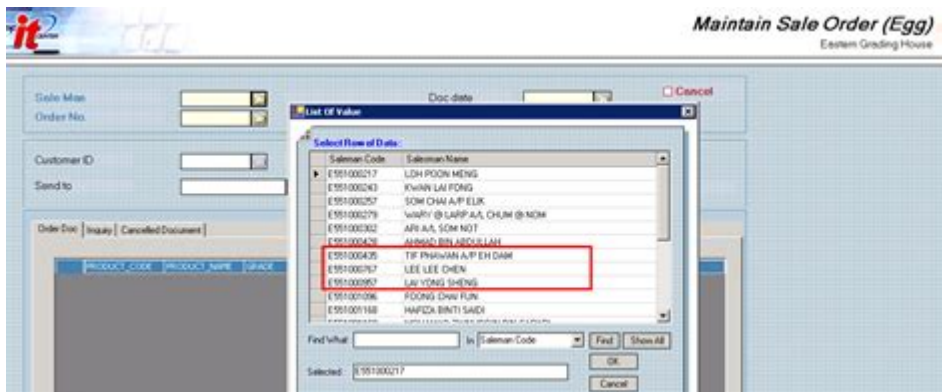 it
Maintain Sale Order (Egg)
Eastern Grading House
Sale Man
Doc date
Cancel
Order No.
List Of Value
Select Row of Data:
Saleman Code Salesman Name
Customer ID
E551000217 LOH POON MENG
E551000243 KWAN LAI FONG
Send to
E551000257 SOM CHAI A/P ELIK
E551000279 WARY @ LARP A/L CHUM @ NOM
E551000302 ARI A/L SOM NOT
Order Doc Inquiry Cancelled Document
E551000428 AHMAD BIN ABDULLAH
E551000435 TIF PHAWAN A/P EH DAM
PRODUCT_CODE PRODUCT_NAME GRADE
E551000767 LEE LEE CHEN
E551000957 LAI YONG SHENG
E551001096 FOONG CHAI FUN
E551001168 HAFIZA BINTI SAIDI
Find What In Saleman Code Find Show All
OK
Selected: E551000217
Cancel